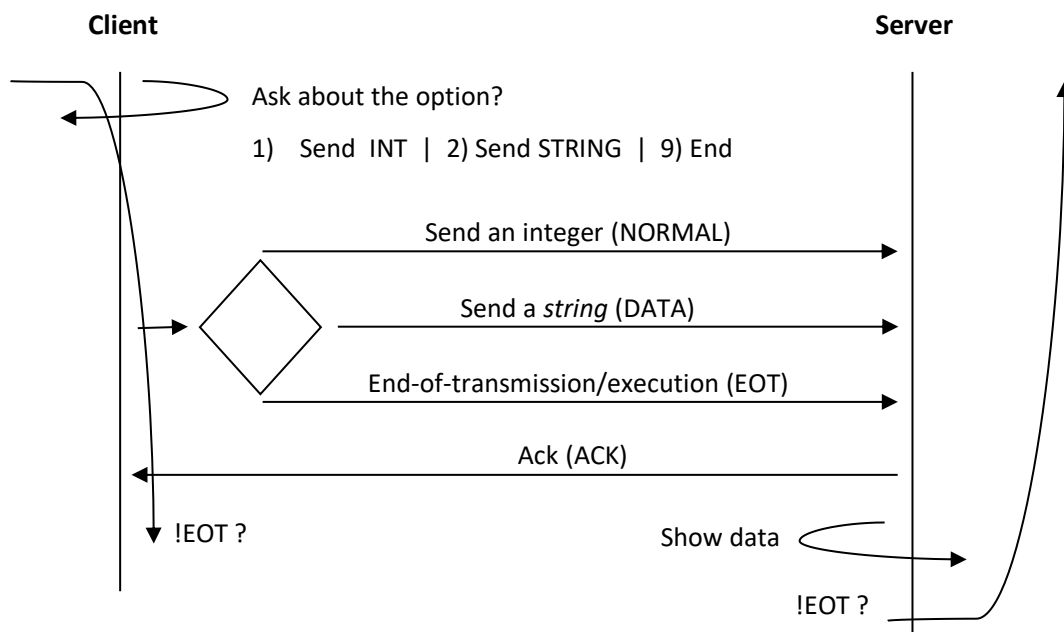 Client
Server
Ask about the option?
1) Send INT | 2) Send STRING | 9) End
Send an integer (NORMAL)
Send a string (DATA)
End-of-transmission/execution (EOT)
Ack (ACK)
!EOT ?
Show data
!EOT ?